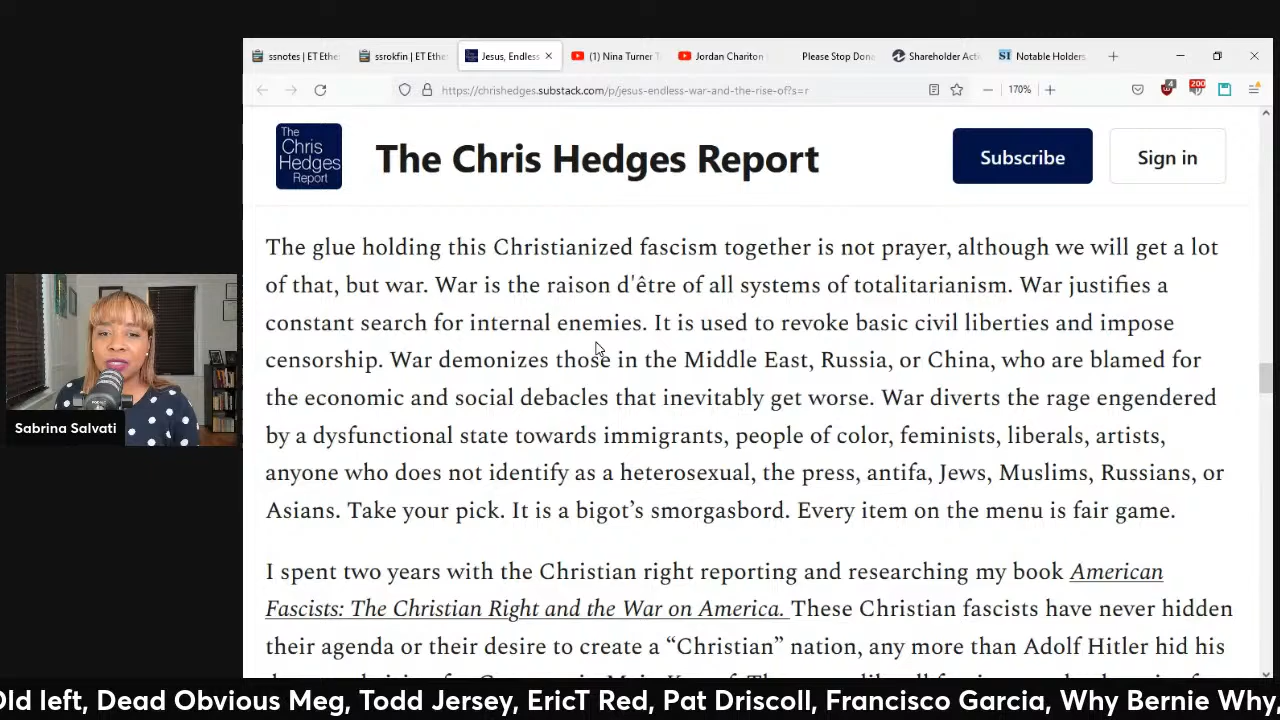 ssnotes | ET Ethe
ssrokfin | ET Ethe
Jesus, Endless
(1) Nina Turner T
Jordan Chariton
Please Stop Dona
Shareholder Acti
SI Notable Holders
4
200
https://chrishedges.substack.com/p/jesus-endless-war-and-the-rise-of?s=r
170%
The Chris Hedges Report
The Chris Hedges Report
Subscribe
Sign in
The glue holding this Christianized fascism together is not prayer, although we will get a lot
of that, but war. War is the raison d'être of all systems of totalitarianism. War justifies a
constant search for internal enemies. It is used to revoke basic civil liberties and impose
censorship. War demonizes those in the Middle East, Russia, or China, who are blamed for
the economic and social debacles that inevitably get worse. War diverts the rage engendered
by a dysfunctional state towards immigrants, people of color, feminists, liberals, artists,
anyone who does not identify as a heterosexual, the press, antifa, Jews, Muslims, Russians, or
Asians. Take your pick. It is a bigot’s smorgasbord. Every item on the menu is fair game.
I spent two years with the Christian right reporting and researching my book American
Fascists: The Christian Right and the War on America. These Christian fascists have never hidden
their agenda or their desire to create a “Christian” nation, any more than Adolf Hitler hid his
Sabrina Salvati
Old left, Dead Obvious Meg, Todd Jersey, EricT Red, Pat Driscoll, Francisco Garcia, Why Bernie Why,